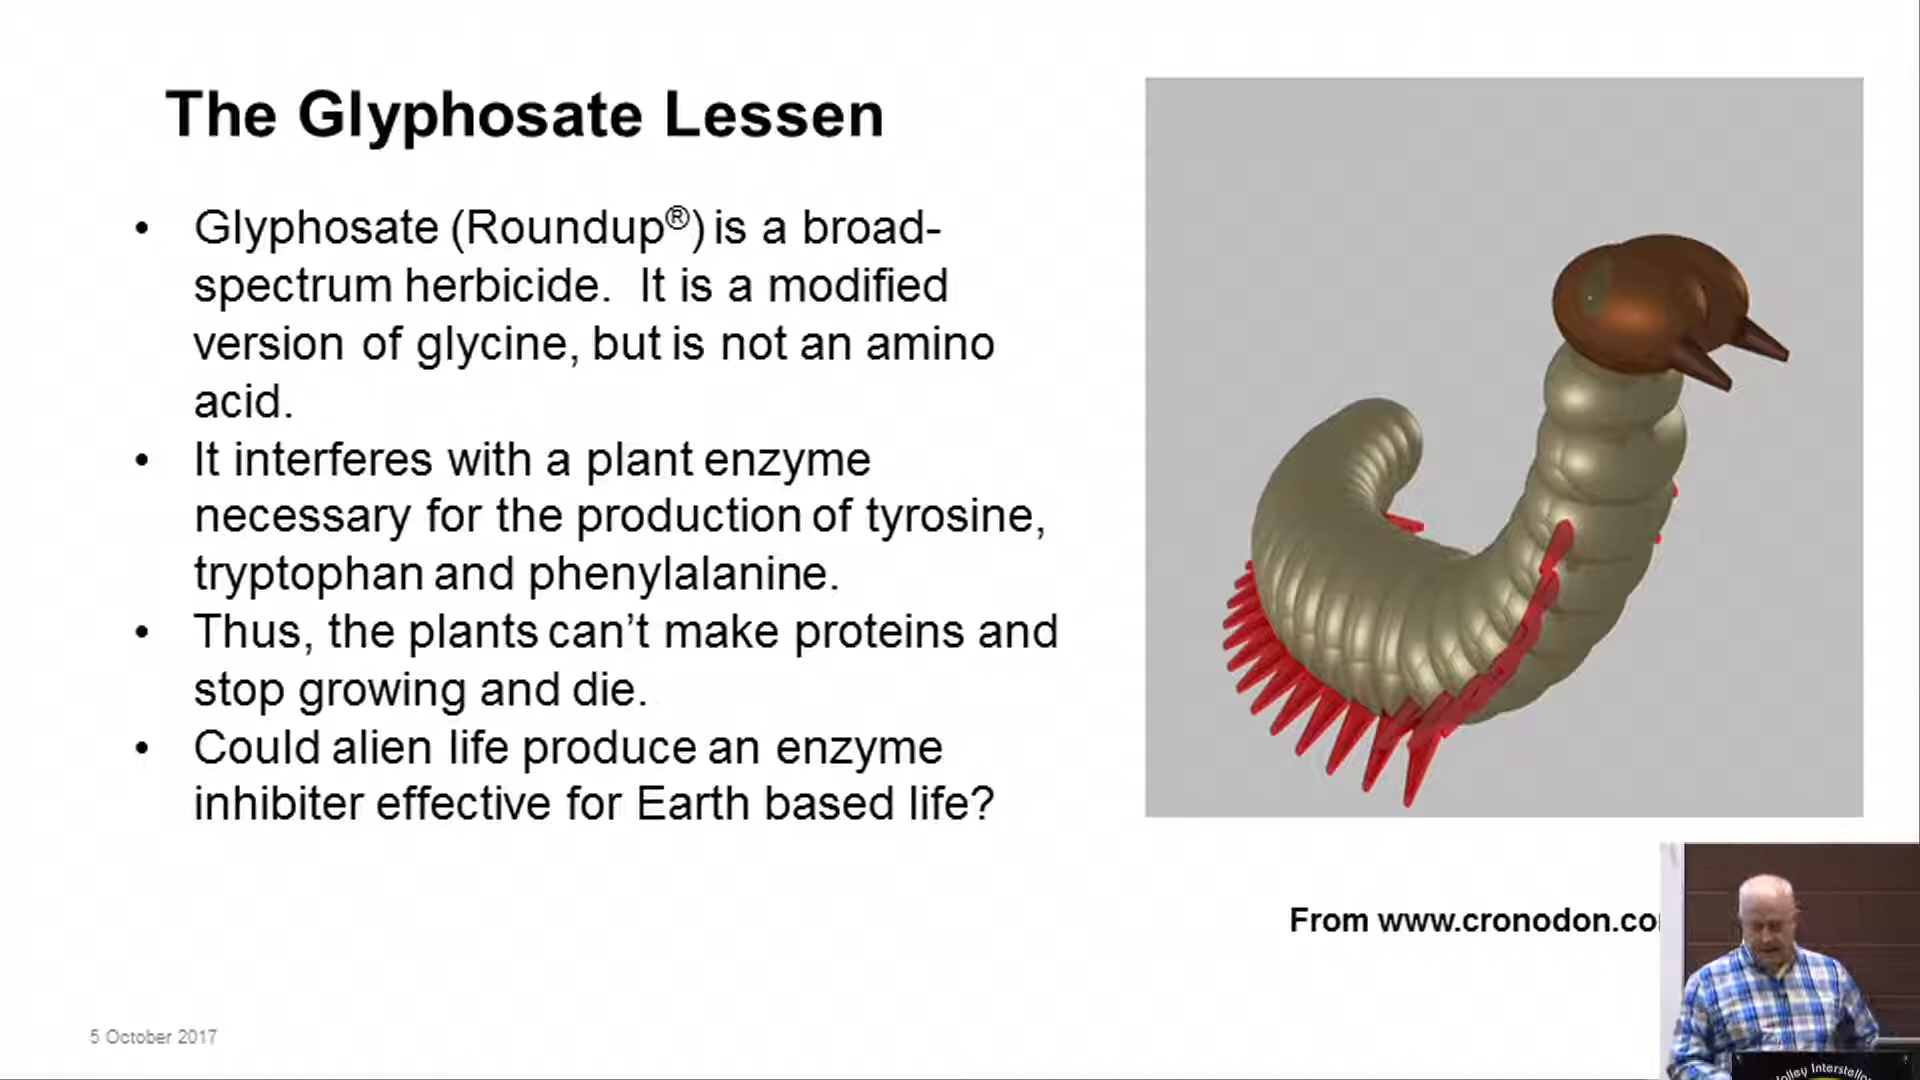 The Glyphosate Lessen
• Glyphosate (Roundup®) is a broad-
spectrum herbicide. It is a modified
version of glycine, but is not an amino
acid.
• It interferes with a plant enzyme
necessary for the production of tyrosine,
tryptophan and phenylalanine.
• Thus, the plants can’t make proteins and
stop growing and die.
• Could alien life produce an enzyme
inhibiter effective for Earth based life?
From www.cronodon.co
5 October 2017